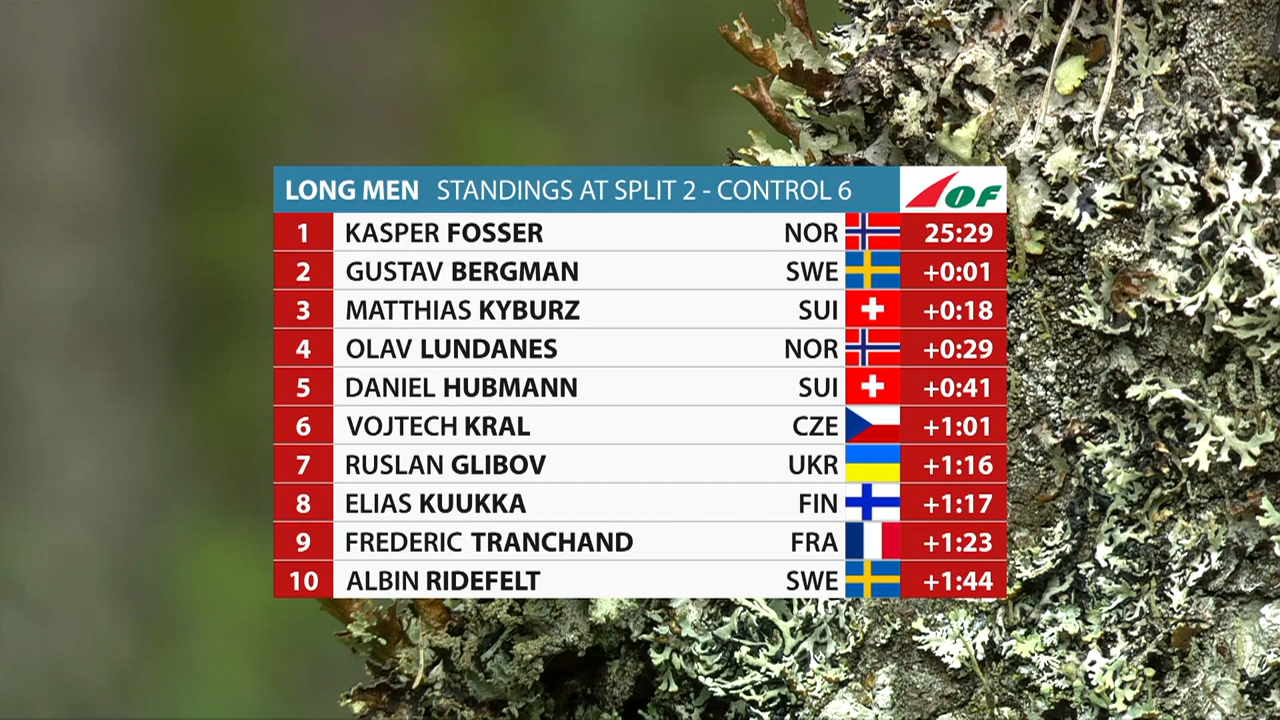 LONG MEN STANDINGS AT SPLIT 2 - CONTROL 6 IOF
1 KASPER FOSSER NOR 25:29
2 GUSTAV BERGMAN SWE +0:01
3 MATTHIAS KYBURZ SUI +0:18
4 OLAV LUNDANES NOR +0:29
5 DANIEL HUBMANN SUI +0:41
6 VOJTECH KRAL CZE +1:01
7 RUSLAN GLIBOV UKR +1:16
8 ELIAS KUUKKA FIN +1:17
9 FREDERIC TRANCHAND FRA +1:23
10 ALBIN RIDEFELT SWE +1:44